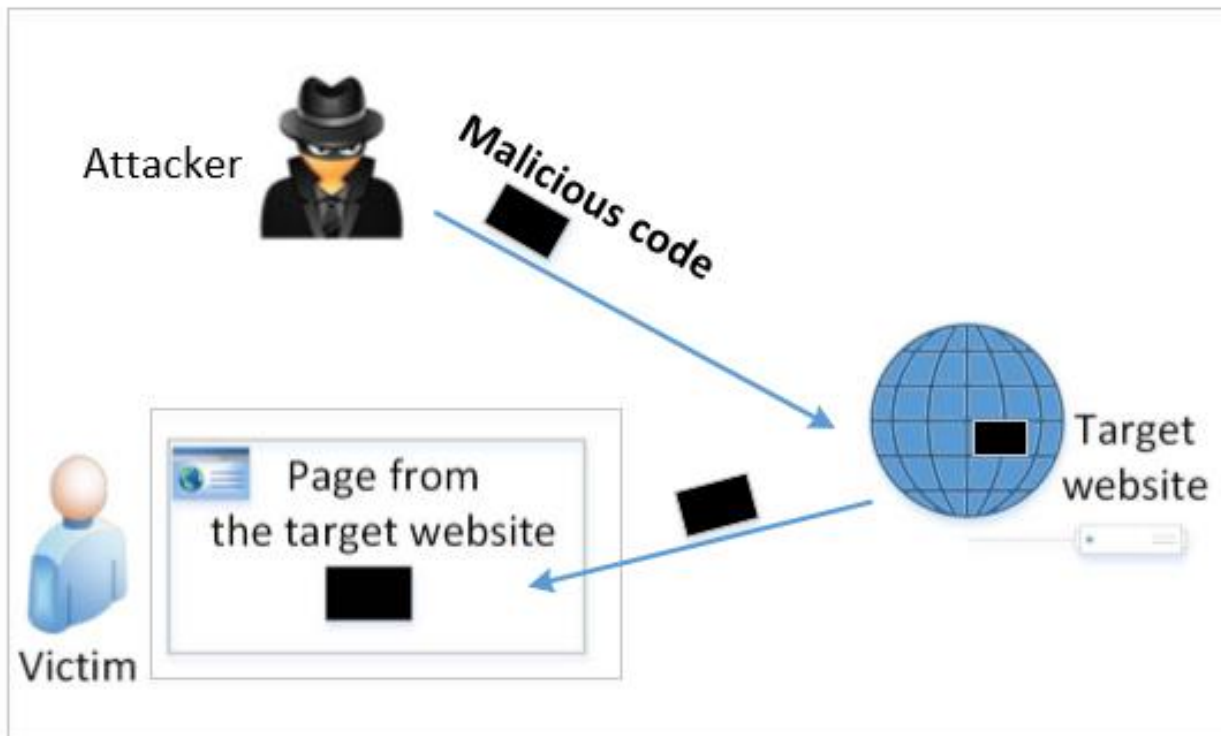 Attacker
Malicious code
Target
website
Page from
the target website
Victim